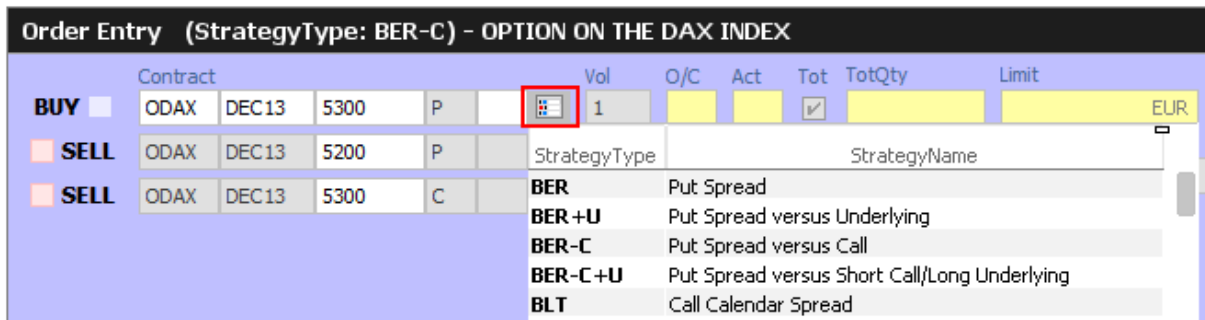 Order Entry (StrategyType: BER-C) - OPTION ON THE DAX INDEX
Contract Vol O/C Act Tot TotQty Limit
BUY ODAX DEC13 5300 P 1 EUR
SELL ODAX DEC13 5200 P
SELL ODAX DEC13 5300 C
StrategyType StrategyName
BER Put Spread
BER+U Put Spread versus Underlying
BER-C Put Spread versus Call
BER-C+U Put Spread versus Short Call/Long Underlying
BLT Call Calendar Spread